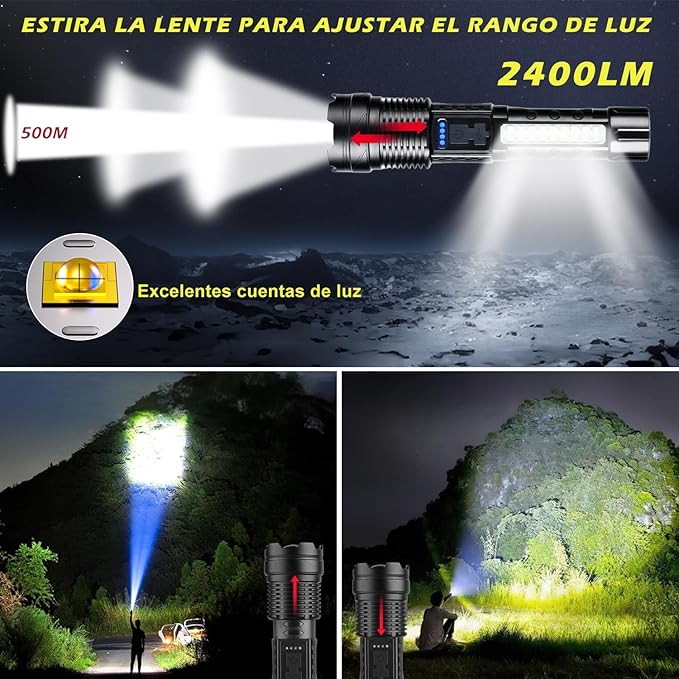 ESTIRA LA LENTE PARA AJUSTAR EL RANGO DE LUZ
2400LM
500M
Excelentes cuentas de luz